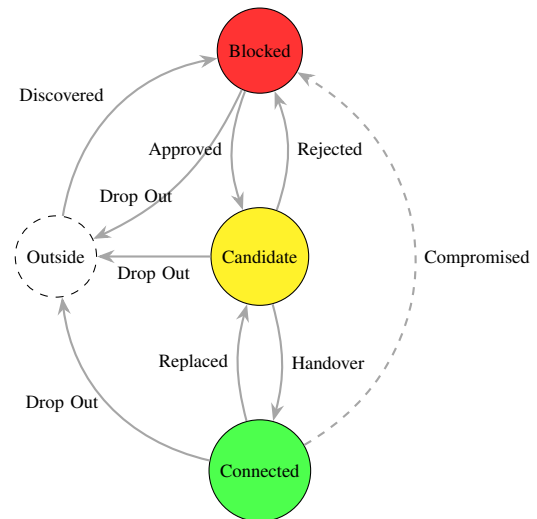 Blocked
Discovered
Approved
Rejected
Drop Out
Outside
Candidate
Compromised
Drop Out
Replaced
Handover
Drop Out
Connected